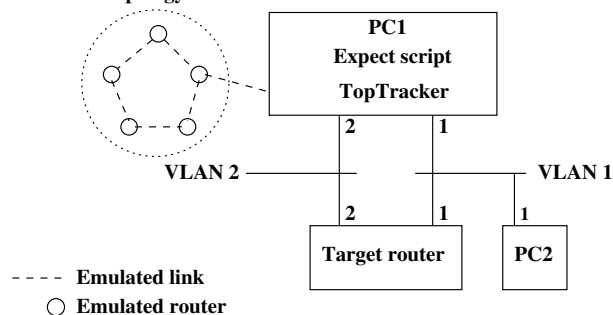 PC1
Expect script
TopTracker
2 1
VLAN 2
VLAN 1
2 1 1
Target router
PC2
Emulated link
Emulated router